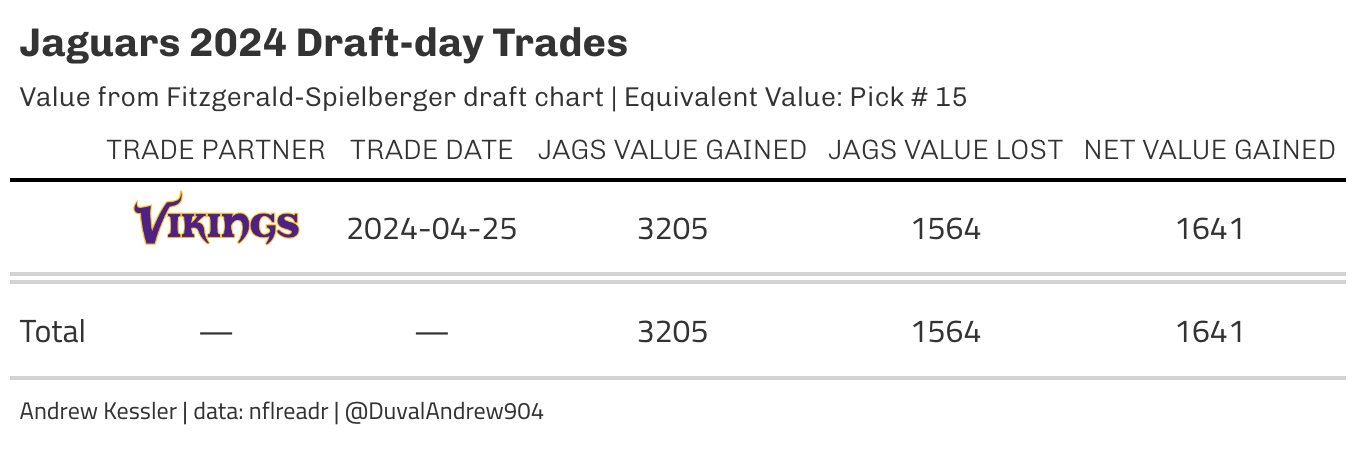 Jaguars 2024 Draft-day Trades
Value from Fitzgerald-Spielberger draft chart | Equivalent Value: Pick # 15
TRADE PARTNER TRADE DATE JAGS VALUE GAINED JAGS VALUE LOST NET VALUE GAINED
VIKINGS 2024-04-25 3205 1564 1641
Total — — 3205 1564 1641
Andrew Kessler | data: nflreadr | @DuvalAndrew904